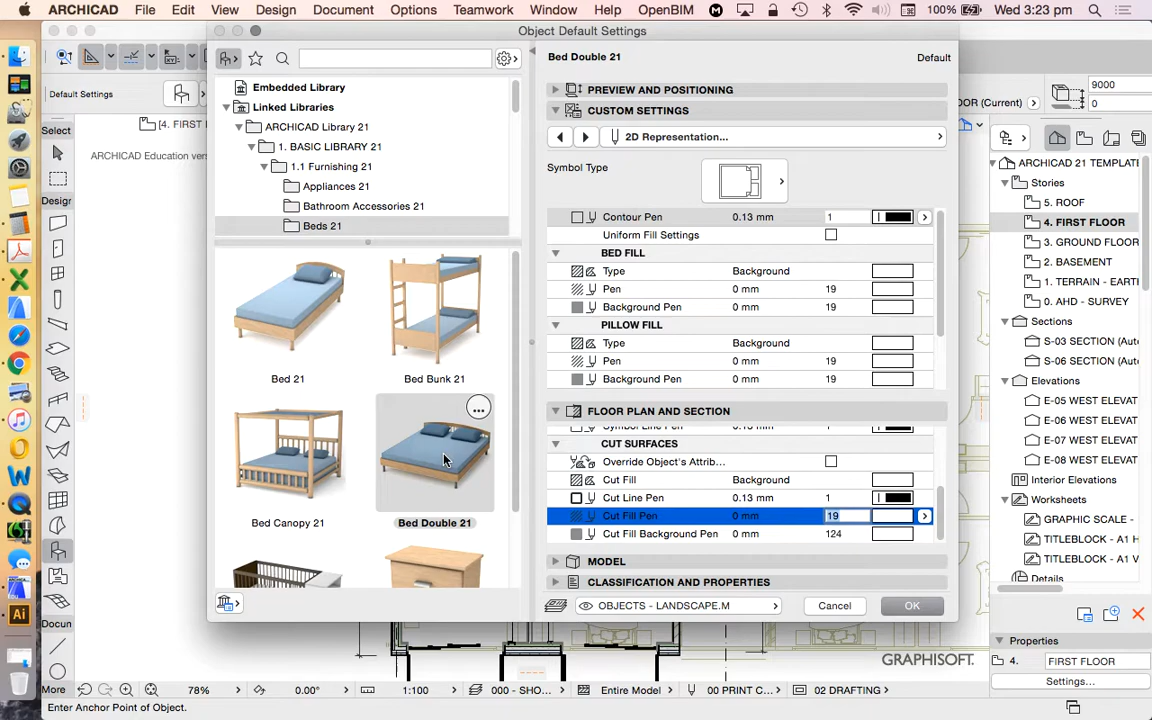 ARCHICAD File Edit View Design Document Options Teamwork Window Help OpenBIM 100% Wed 3:23 pm
Object Default Settings
Default Settings
Bed Double 21 Default
Embedded Library
Linked Libraries
ARCHICAD Library 21
1. BASIC LIBRARY 21
1.1 Furnishing 21
Appliances 21
Bathroom Accessories 21
Beds 21
Bed 21
Bed Bunk 21
Bed Canopy 21
Bed Double 21
PREVIEW AND POSITIONING
CUSTOM SETTINGS
2D Representation...
Symbol Type
Contour Pen 0.13 mm 1
Uniform Fill Settings
BED FILL
Type Background
Pen 0 mm 19
Background Pen 0 mm 19
PILLOW FILL
Type Background
Pen 0 mm 19
Background Pen 0 mm 19
FLOOR PLAN AND SECTION
CUT SURFACES
Override Object's Attrib...
Cut Fill Background
Cut Line Pen 0.13 mm 1
Cut Fill Pen 0 mm 19
Cut Fill Background Pen 0 mm 124
MODEL
CLASSIFICATION AND PROPERTIES
OBJECTS - LANDSCAPE.M
Cancel OK
[4. FIRST
ARCHICAD Education ver
Select
Desigr
Docun
More
OOR (Current)
9000
0
ARCHICAD 21 TEMPLATE
Stories
5. ROOF
4. FIRST FLOOR
3. GROUND FLOOR
2. BASEMENT
1. TERRAIN - EART
0. AHD - SURVEY
Sections
S-03 SECTION (Aut
S-06 SECTION (Aut
Elevations
E-05 WEST ELEVAT
E-06 WEST ELEVAT
E-07 WEST ELEVAT
E-08 WEST ELEVAT
Interior Elevations
Worksheets
GRAPHIC SCALE -
TITLEBLOCK - A1 H
TITLEBLOCK - A1 V
Details
Properties
4. FIRST FLOOR
Settings...
GRAPHISOFT.
78% 0.00° 1:100 000 - SHO... Entire Model 00 PRINT C... 02 DRAFTING
Enter Anchor Point of Object.